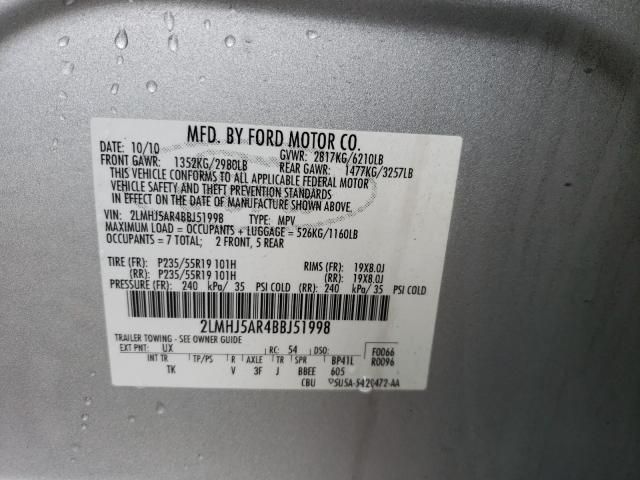 MFD. BY FORD MOTOR CO.
DATE: 10/10 GVWR: 2817KG/6210LB
FRONT GAWR: 1352KG/2980LB REAR GAWR: 1477KG/3257LB
THIS VEHICLE CONFORMS TO ALL APPLICABLE FEDERAL MOTOR
VEHICLE SAFETY AND THEFT PREVENTION STANDARDS
IN EFFECT ON THE DATE OF MANUFACTURE SHOWN ABOVE.
VIN: 2LMHJ5AR4BBJ51998 TYPE: MPV
MAXIMUM LOAD = OCCUPANTS + LUGGAGE = 526KG/1160LB
OCCUPANTS = 7 TOTAL; 2 FRONT, 5 REAR
TIRE (FR): P235/55R19 101H RIMS (FR): 19X8.0J
(RR): P235/55R19 101H (RR): 19X8.0J
PRESSURE (FR): 240 kPa/ 35 PSI COLD (RR): 240 kPa/ 35 PSI COLD
2LMHJ5AR4BBJ51998
TRAILER TOWING - SEE OWNER GUIDE
EXT PNT: UX RC: 54 DSO: F0066
INT TR TP/PS R AXLE TR SPR BP41L R0096
TK V 3F J BBEE 605
CBU SU5A-5420472-AA